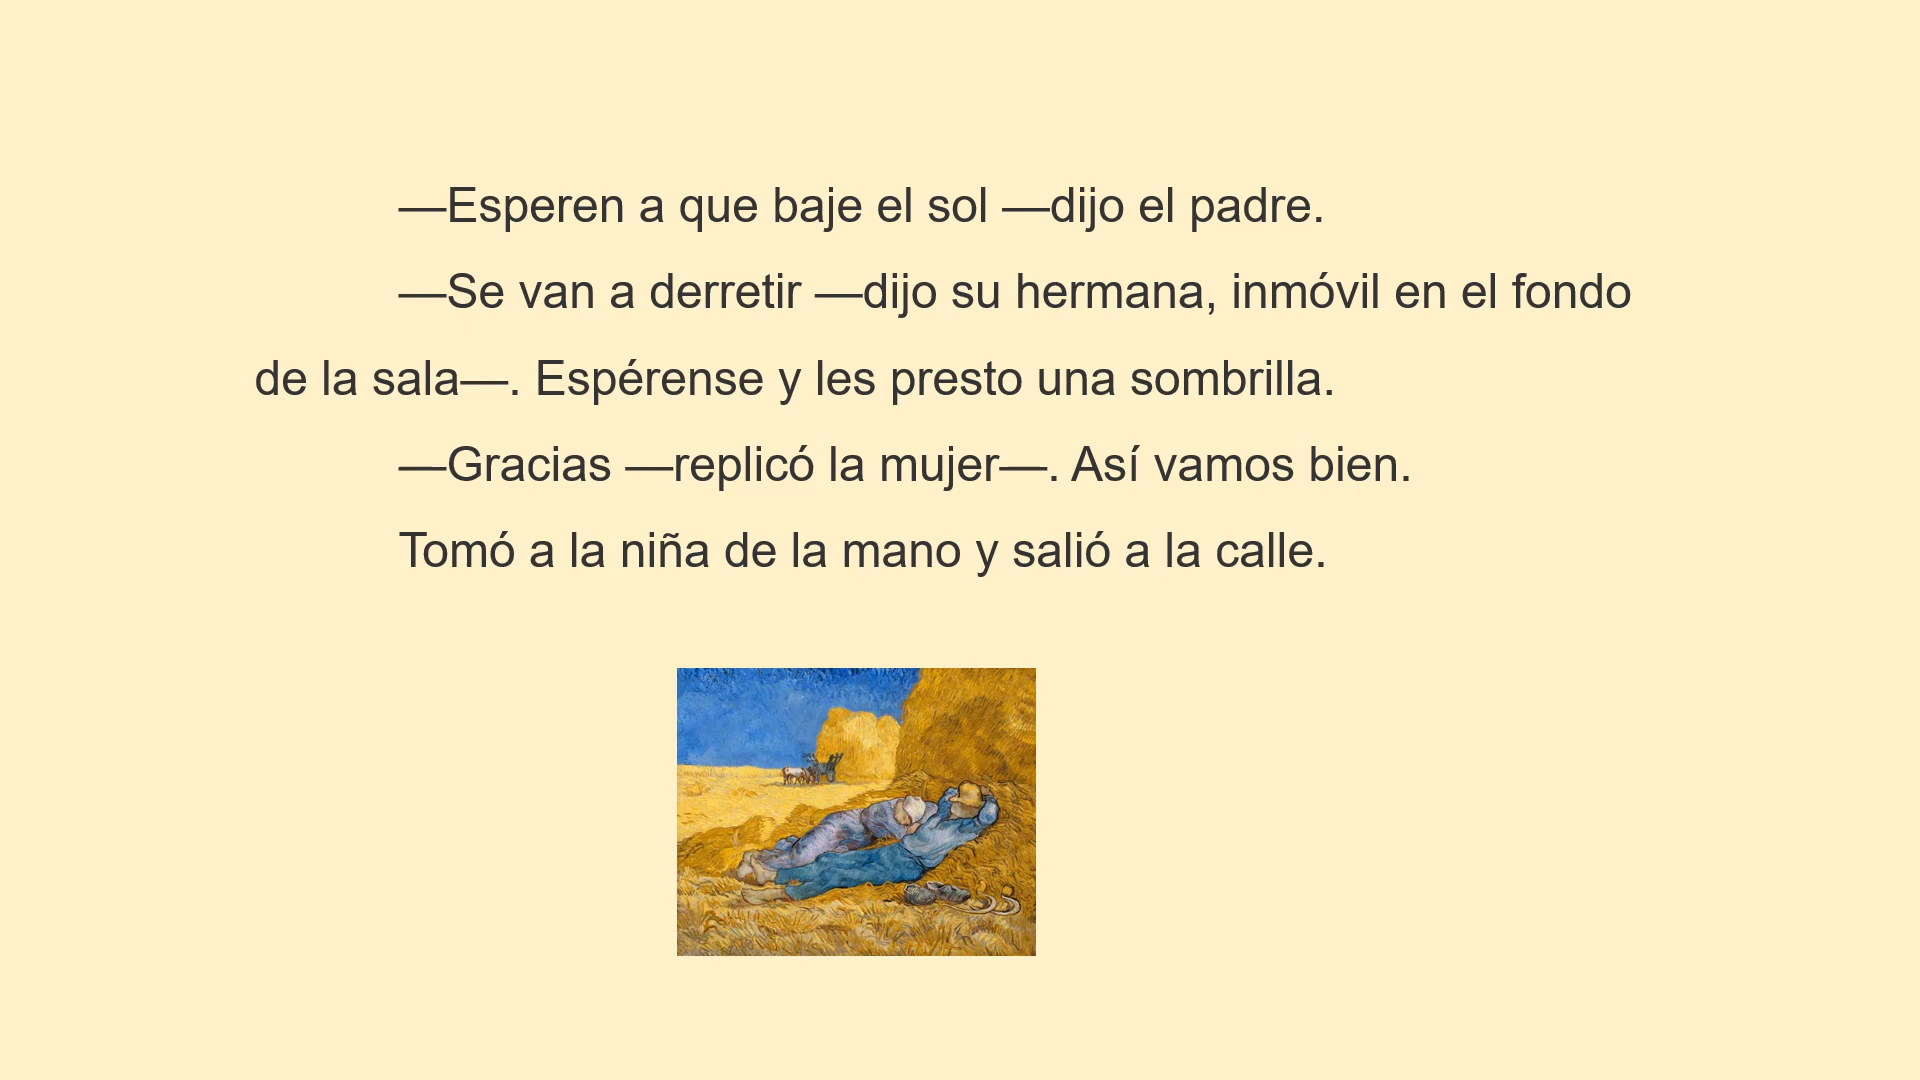 —Esperen a que baje el sol —dijo el padre.
—Se van a derretir —dijo su hermana, inmóvil en el fondo
de la sala—. Espérense y les presto una sombrilla.
—Gracias —replicó la mujer—. Así vamos bien.
Tomó a la niña de la mano y salió a la calle.